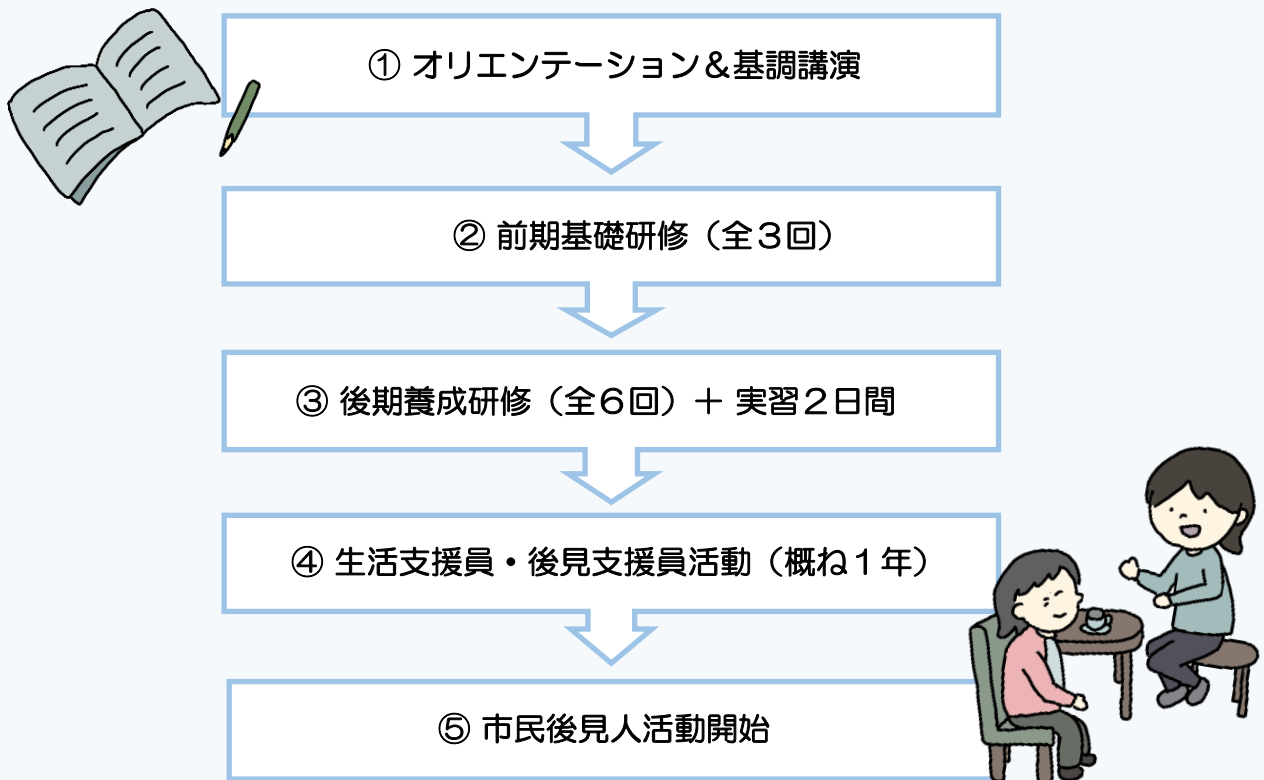 ① オリエンテーション＆基調講演
② 前期基礎研修（全３回）
③ 後期養成研修（全６回）＋ 実習２日間
④ 生活支援員・後見支援員活動（概ね１年）
⑤ 市民後見人活動開始